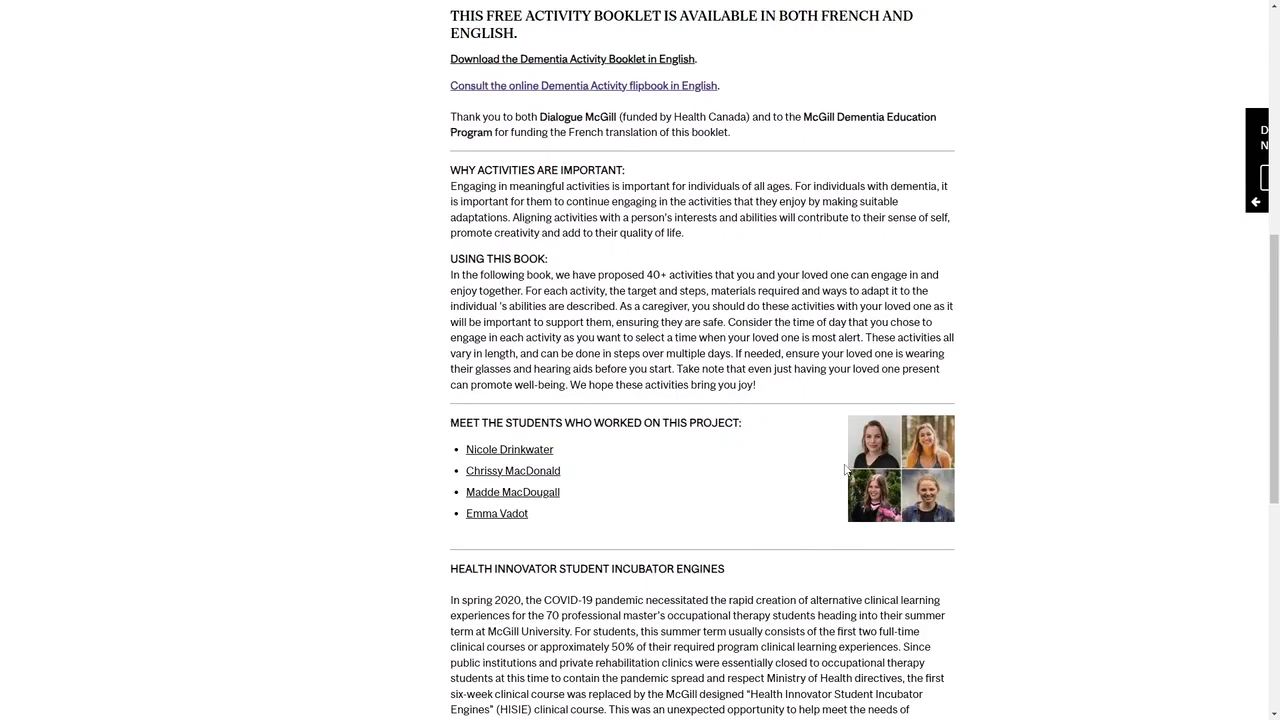 THIS FREE ACTIVITY BOOKLET IS AVAILABLE IN BOTH FRENCH AND
ENGLISH.
Download the Dementia Activity Booklet in English.
Consult the online Dementia Activity flipbook in English.
Thank you to both Dialogue McGill (funded by Health Canada) and to the McGill Dementia Education
Program for funding the French translation of this booklet.
WHY ACTIVITIES ARE IMPORTANT:
Engaging in meaningful activities is important for individuals of all ages. For individuals with dementia, it
is important for them to continue engaging in the activities that they enjoy by making suitable
adaptations. Aligning activities with a person's interests and abilities will contribute to their sense of self,
promote creativity and add to their quality of life.
USING THIS BOOK:
In the following book, we have proposed 40+ activities that you and your loved one can engage in and
enjoy together. For each activity, the target and steps, materials required and ways to adapt it to the
individual 's abilities are described. As a caregiver, you should do these activities with your loved one as it
will be important to support them, ensuring they are safe. Consider the time of day that you chose to
engage in each activity as you want to select a time when your loved one is most alert. These activities all
vary in length, and can be done in steps over multiple days. If needed, ensure your loved one is wearing
their glasses and hearing aids before you start. Take note that even just having your loved one present
can promote well-being. We hope these activities bring you joy!
MEET THE STUDENTS WHO WORKED ON THIS PROJECT:
• Nicole Drinkwater
• Chrissy MacDonald
• Madde MacDougall
• Emma Vadot
HEALTH INNOVATOR STUDENT INCUBATOR ENGINES
In spring 2020, the COVID-19 pandemic necessitated the rapid creation of alternative clinical learning
experiences for the 70 professional master's occupational therapy students heading into their summer
term at McGill University. For students, this summer term usually consists of the first two full-time
clinical courses or approximately 50% of their required program clinical learning experiences. Since
public institutions and private rehabilitation clinics were essentially closed to occupational therapy
students at this time to contain the pandemic spread and respect Ministry of Health directives, the first
six-week clinical course was replaced by the McGill designed "Health Innovator Student Incubator
Engines" (HISIE) clinical course. This was an unexpected opportunity to help meet the needs of
D
N